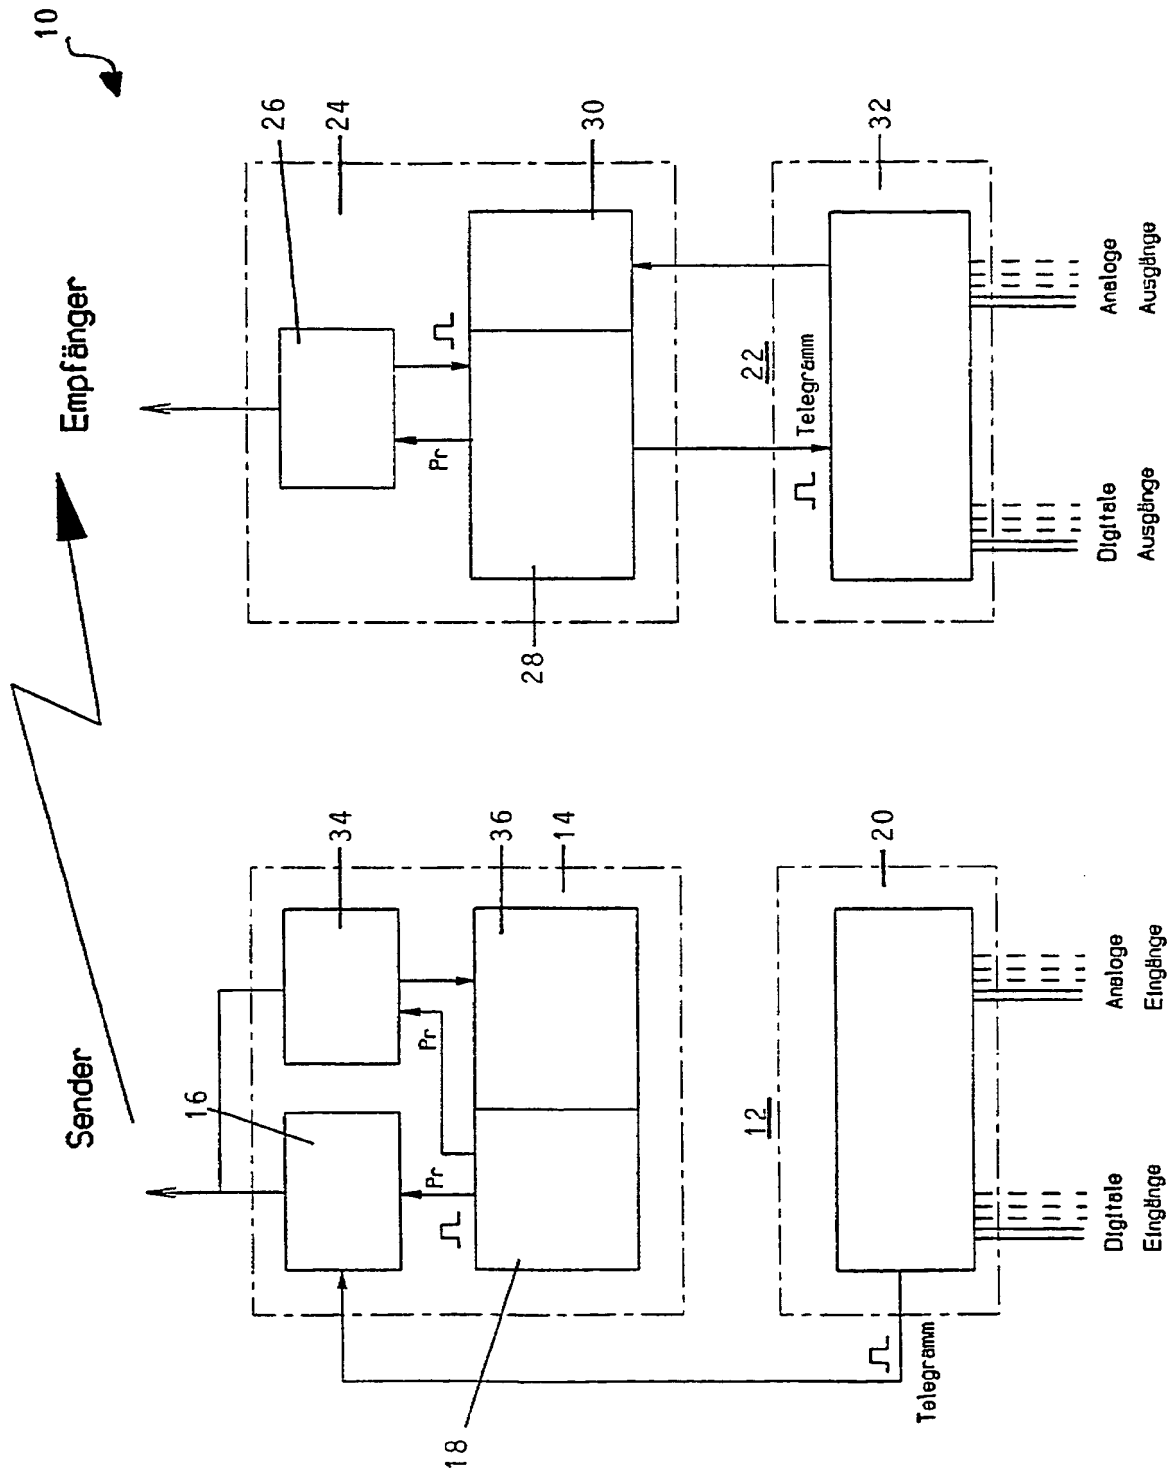 10
Sender
Empfänger
16
34
36
14
Pr
Pr
18
12
20
Telegramm
Digitale
Eingänge
Analoge
Eingänge
26
24
30
Pr
28
22
32
Telegramm
Digitale
Ausgänge
Analoge
Ausgänge